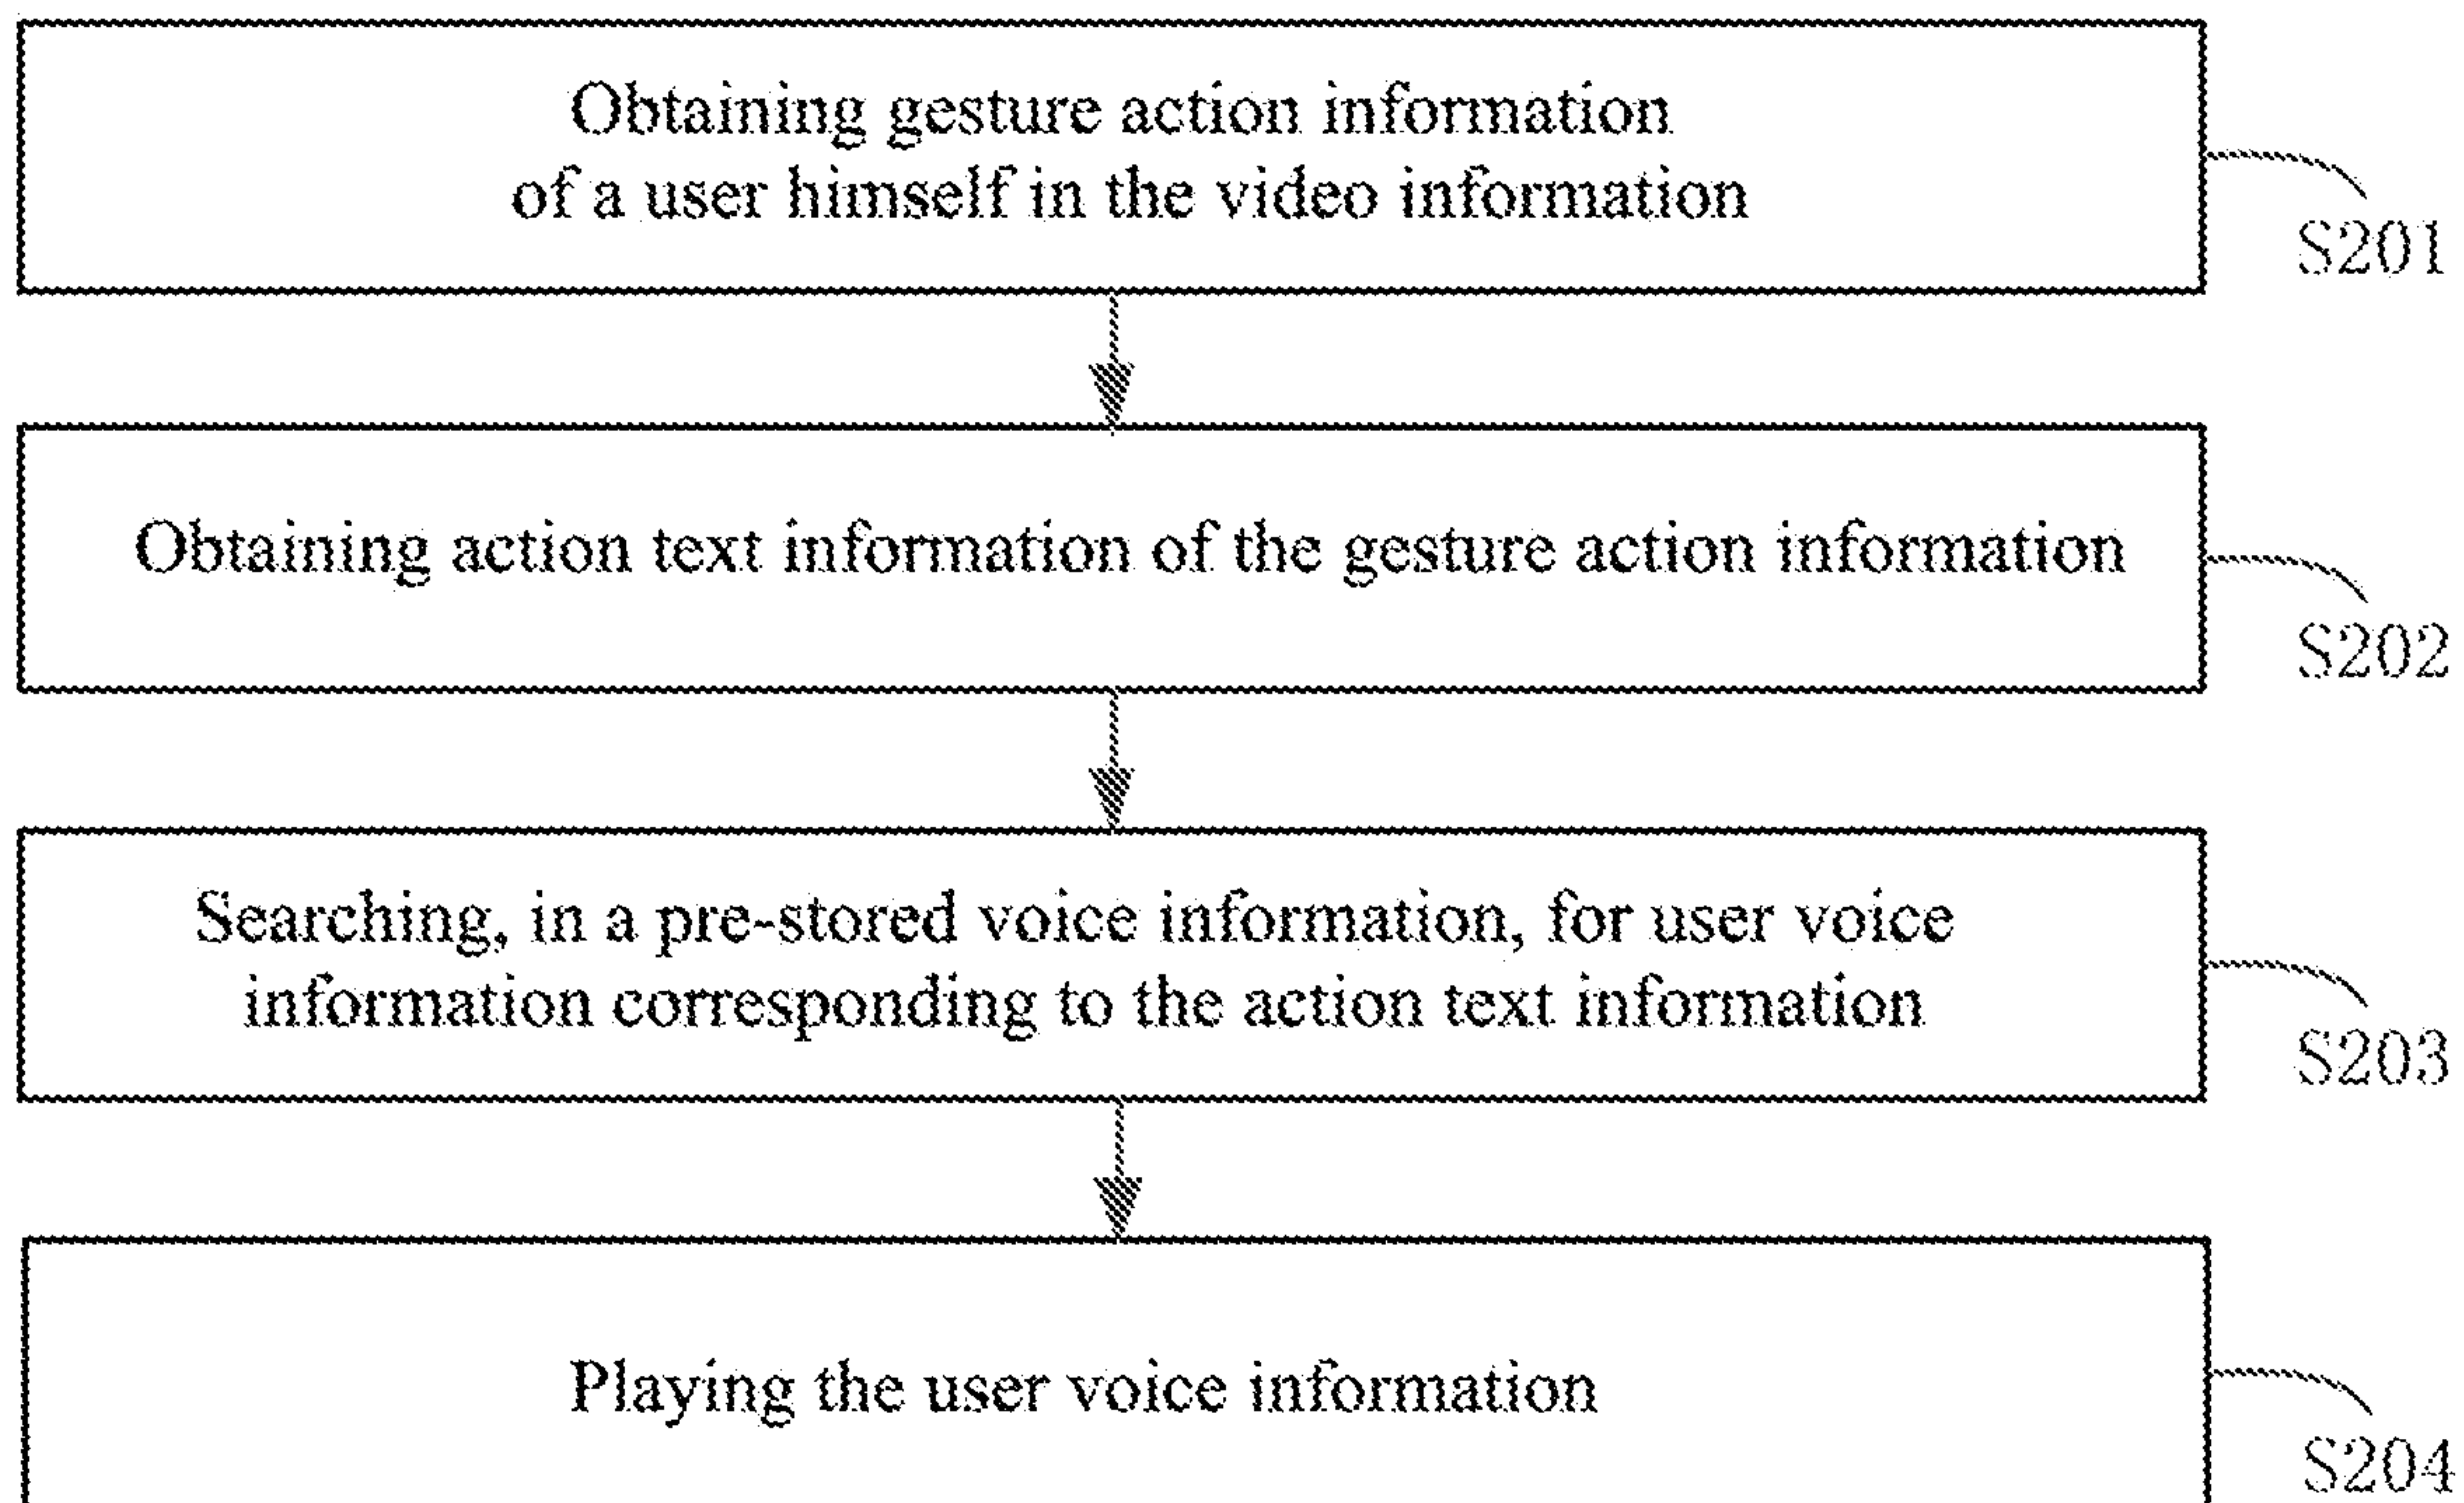 Obtaining gesture action information
of a user himself in the video information
S201
Obtaining action text information of the gesture action information
S202
Searching, in a pre-stored voice information, for user voice
information corresponding to the action text information
S203
Playing the user voice information
S204